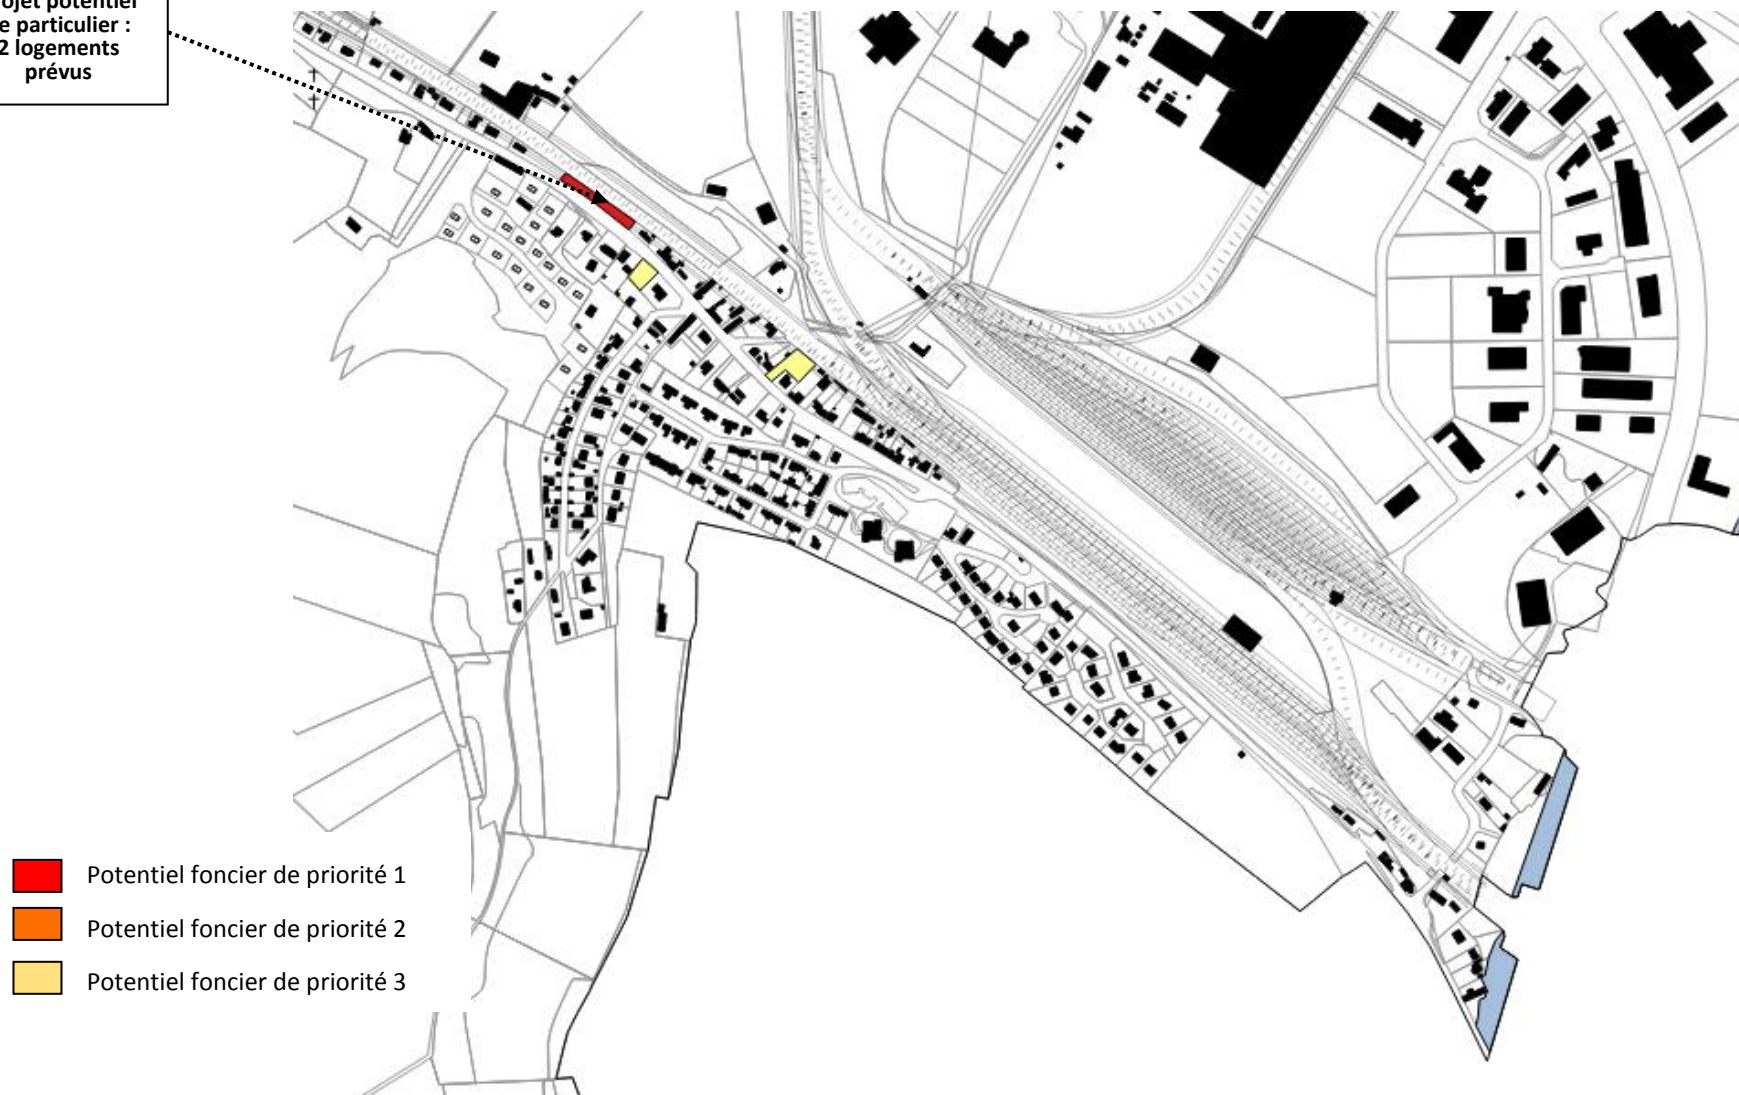 ojet potentiel
e particulier :
2 logements
prévus
Potentiel foncier de priorité 1
Potentiel foncier de priorité 2
Potentiel foncier de priorité 3